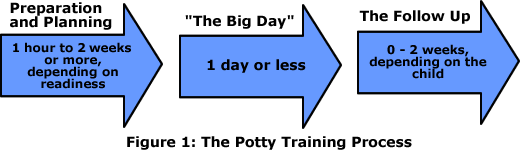 Preparation
and Planning
1 hour to 2 weeks
or more,
depending on
readiness
"The Big Day"
1 day or less
The Follow Up
0 - 2 weeks,
depending on the
child
Figure 1: The Potty Training Process